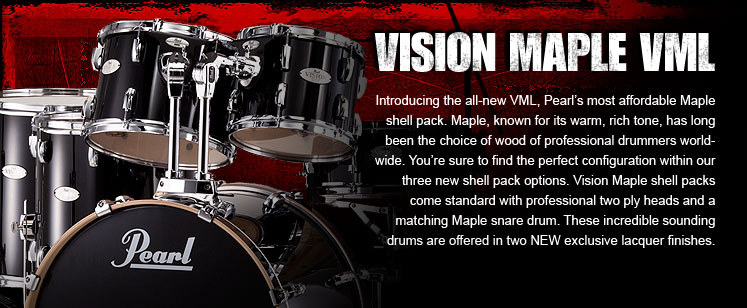 VISION MAPLE VML
Introducing the all-new VML, Pearl's most affordable Maple
shell pack. Maple, known for its warm, rich tone, has long
been the choice of wood of professional drummers world-
wide. You're sure to find the perfect configuration within our
three new shell pack options. Vision Maple shell packs
come standard with professional two ply heads and a
matching Maple snare drum. These incredible sounding
drums are offered in two NEW exclusive lacquer finishes.
Pearl
VISION